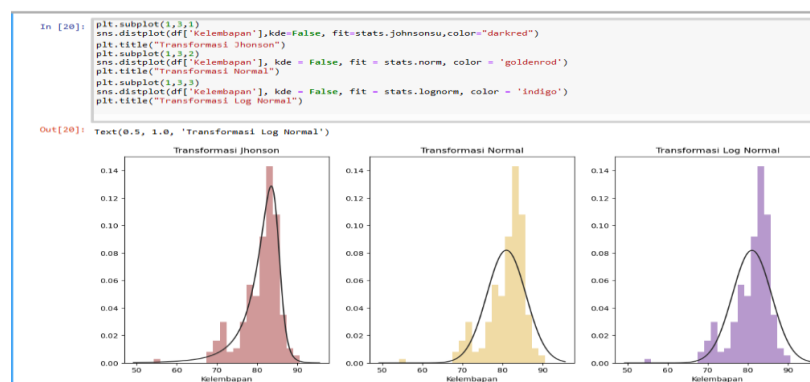 In [20]:
plt.subplot(1,3,1)
sns.distplot(df['Kelembapan'],kde=False, fit=stats.johnsonsu,color="darkred")
plt.title("Transformasi Jhonson")
plt.subplot(1,3,2)
sns.distplot(df['Kelembapan'], kde = False, fit = stats.norm, color = 'goldenrod')
plt.title("Transformasi Normal")
plt.subplot(1,3,3)
sns.distplot(df['Kelembapan'], kde = False, fit = stats.lognorm, color = 'indigo')
plt.title("Transformasi Log Normal")
Out[20]: Text(0.5, 1.0, 'Transformasi Log Normal')
Transformasi Jhonson
0.14
0.12
0.10
0.08
0.06
0.04
0.02
0.00
50 60 70 80 90
Kelembapan
Transformasi Normal
0.14
0.12
0.10
0.08
0.06
0.04
0.02
0.00
50 60 70 80 90
Kelembapan
Transformasi Log Normal
0.14
0.12
0.10
0.08
0.06
0.04
0.02
0.00
50 60 70 80 90
Kelembapan